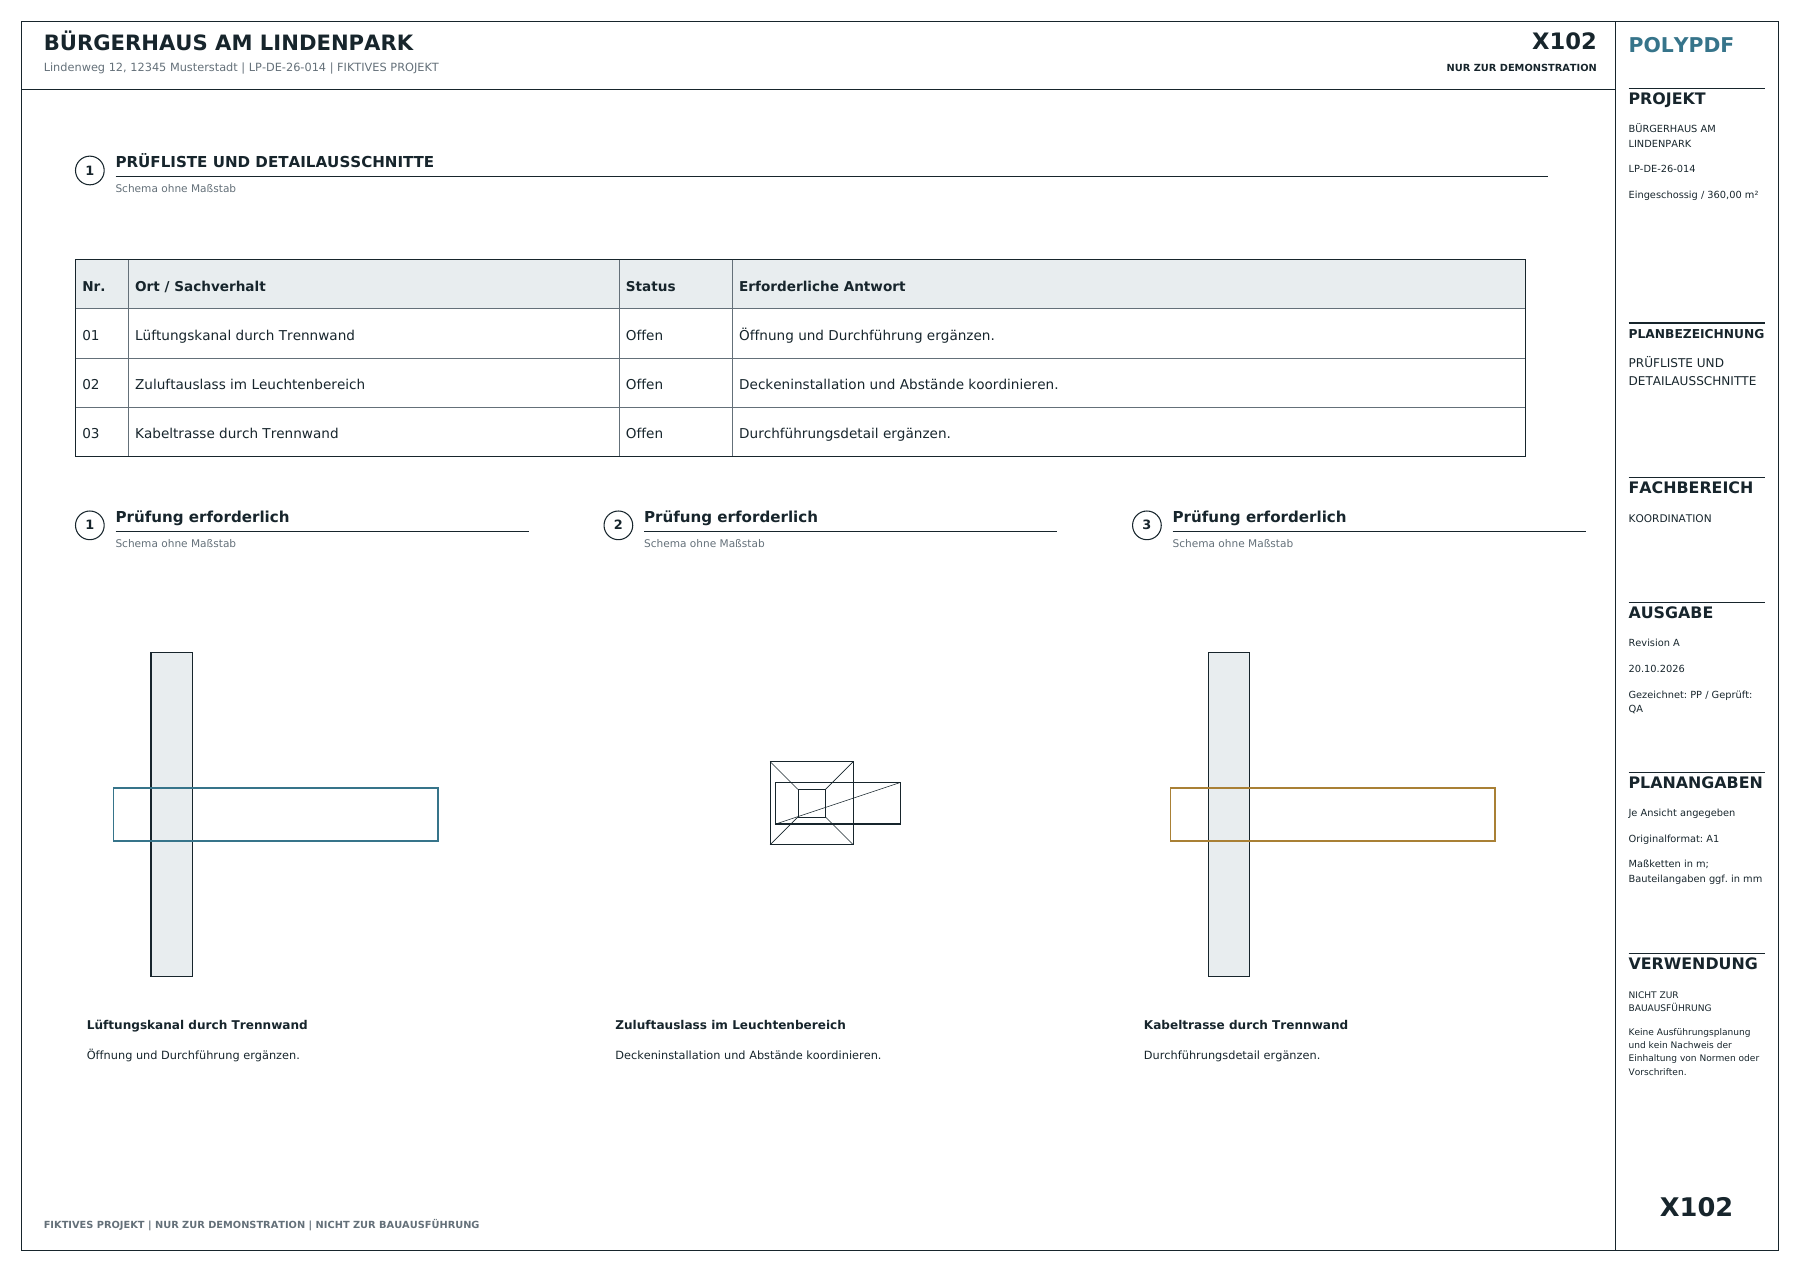 BÜRGERHAUS AM LINDENPARK
Lindenweg 12, 12345 Musterstadt | LP-DE-26-014 | FIKTIVES PROJEKT
X102
NUR ZUR DEMONSTRATION
1
PRÜFLISTE UND DETAILAUSSCHNITTE
Schema ohne Maßstab
Nr. Ort / Sachverhalt Status Erforderliche Antwort
01 Lüftungskanal durch Trennwand Offen Öffnung und Durchführung ergänzen.
02 Zuluftauslass im Leuchtenbereich Offen Deckeninstallation und Abstände koordinieren.
03 Kabeltrasse durch Trennwand Offen Durchführungsdetail ergänzen.
1
Prüfung erforderlich
Schema ohne Maßstab
Lüftungskanal durch Trennwand
Öffnung und Durchführung ergänzen.
2
Prüfung erforderlich
Schema ohne Maßstab
Zuluftauslass im Leuchtenbereich
Deckeninstallation und Abstände koordinieren.
3
Prüfung erforderlich
Schema ohne Maßstab
Kabeltrasse durch Trennwand
Durchführungsdetail ergänzen.
FIKTIVES PROJEKT | NUR ZUR DEMONSTRATION | NICHT ZUR BAUAUSFÜHRUNG
POLYPDF
PROJEKT
BÜRGERHAUS AM
LINDENPARK
LP-DE-26-014
Eingeschossig / 360,00 m²
PLANBEZEICHNUNG
PRÜFLISTE UND
DETAILAUSSCHNITTE
FACHBEREICH
KOORDINATION
AUSGABE
Revision A
20.10.2026
Gezeichnet: PP / Geprüft:
QA
PLANANGABEN
Je Ansicht angegeben
Originalformat: A1
Maßketten in m;
Bauteilangaben ggf. in mm
VERWENDUNG
NICHT ZUR
BAUAUSFÜHRUNG
Keine Ausführungsplanung
und kein Nachweis der
Einhaltung von Normen oder
Vorschriften.
X102